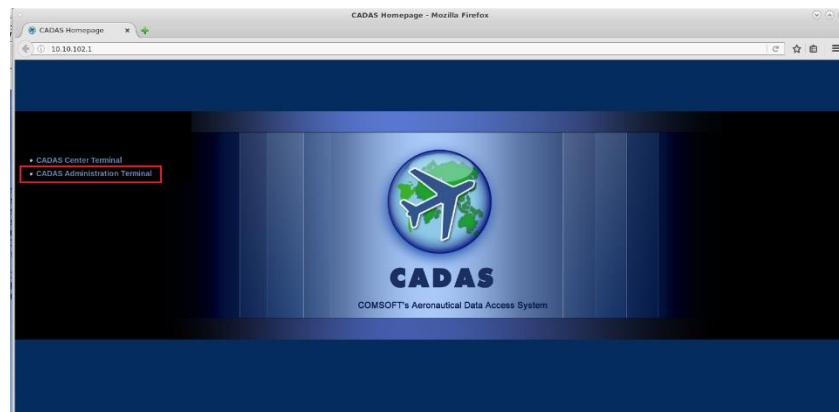 CADAS Homepage - Mozilla Firefox
CADAS Homepage
10.10.102.1
CADAS Center Terminal
CADAS Administration Terminal
CADAS
COMSOFT's Aeronautical Data Access System